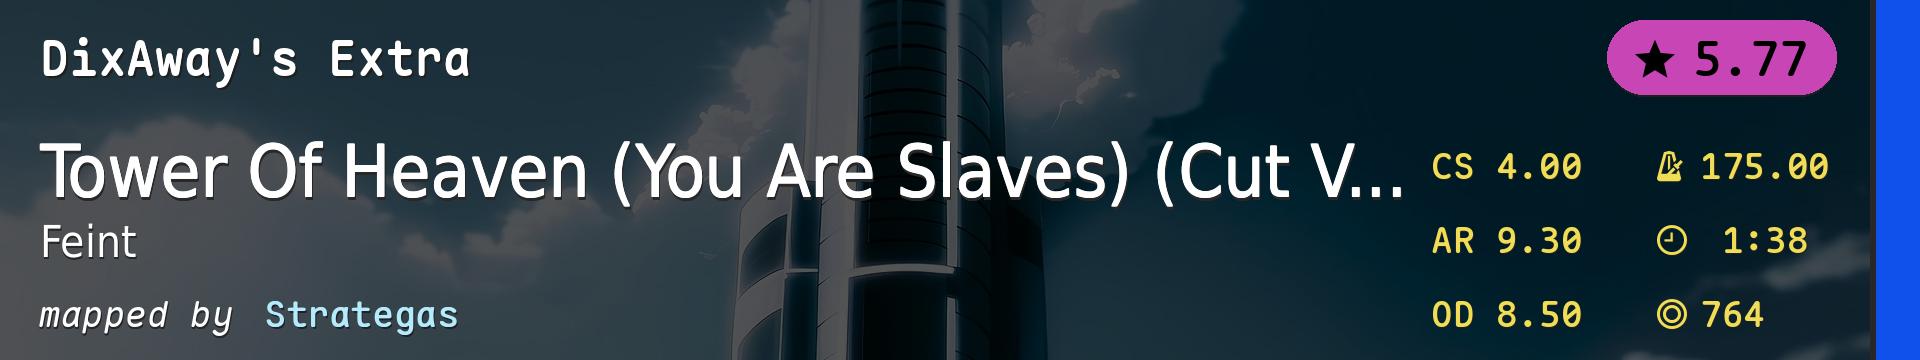 DixAway's Extra
★ 5.77
Tower Of Heaven (You Are Slaves) (Cut V...
Feint
mapped by Strategas
CS 4.00 175.00
AR 9.30 1:38
OD 8.50 764